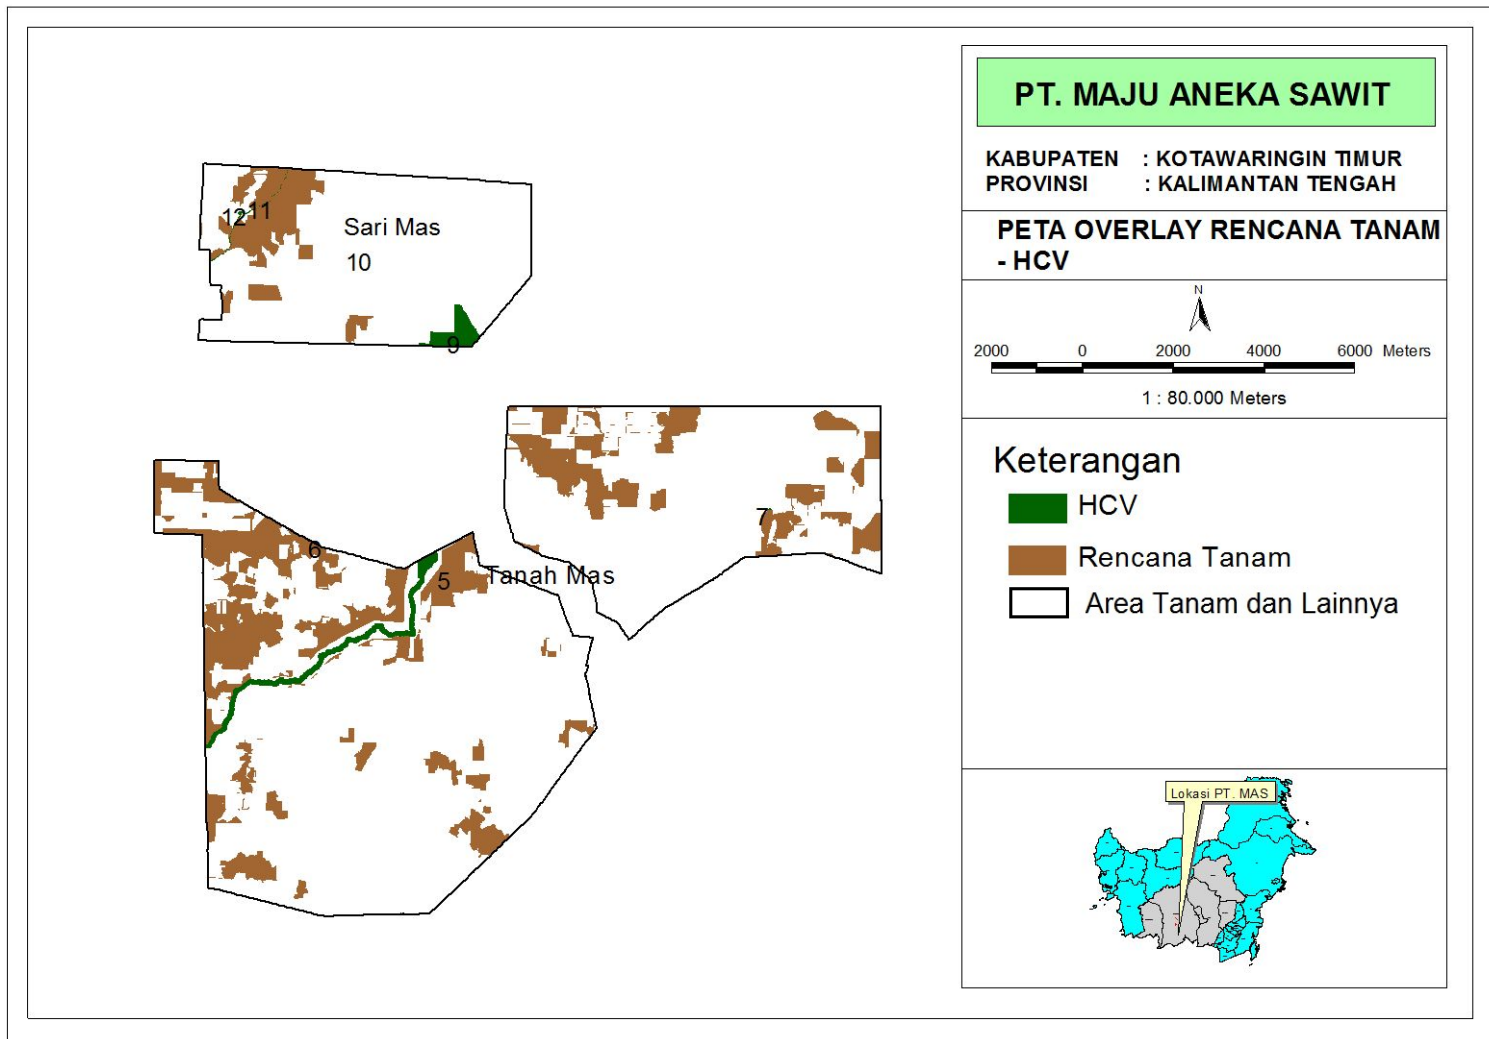 PT. MAJU ANEKA SAWIT
KABUPATEN : KOTAWARINGIN TIMUR
PROVINSI : KALIMANTAN TENGAH
PETA OVERLAY RENCANA TANAM
- HCV
N
2000 0 2000 4000 6000 Meters
1 : 80.000 Meters
Keterangan
HCV
Rencana Tanam
Area Tanam dan Lainnya
Lokasi PT. MAS
12 11
Sari Mas
10
9
7
6
5
Tanah Mas